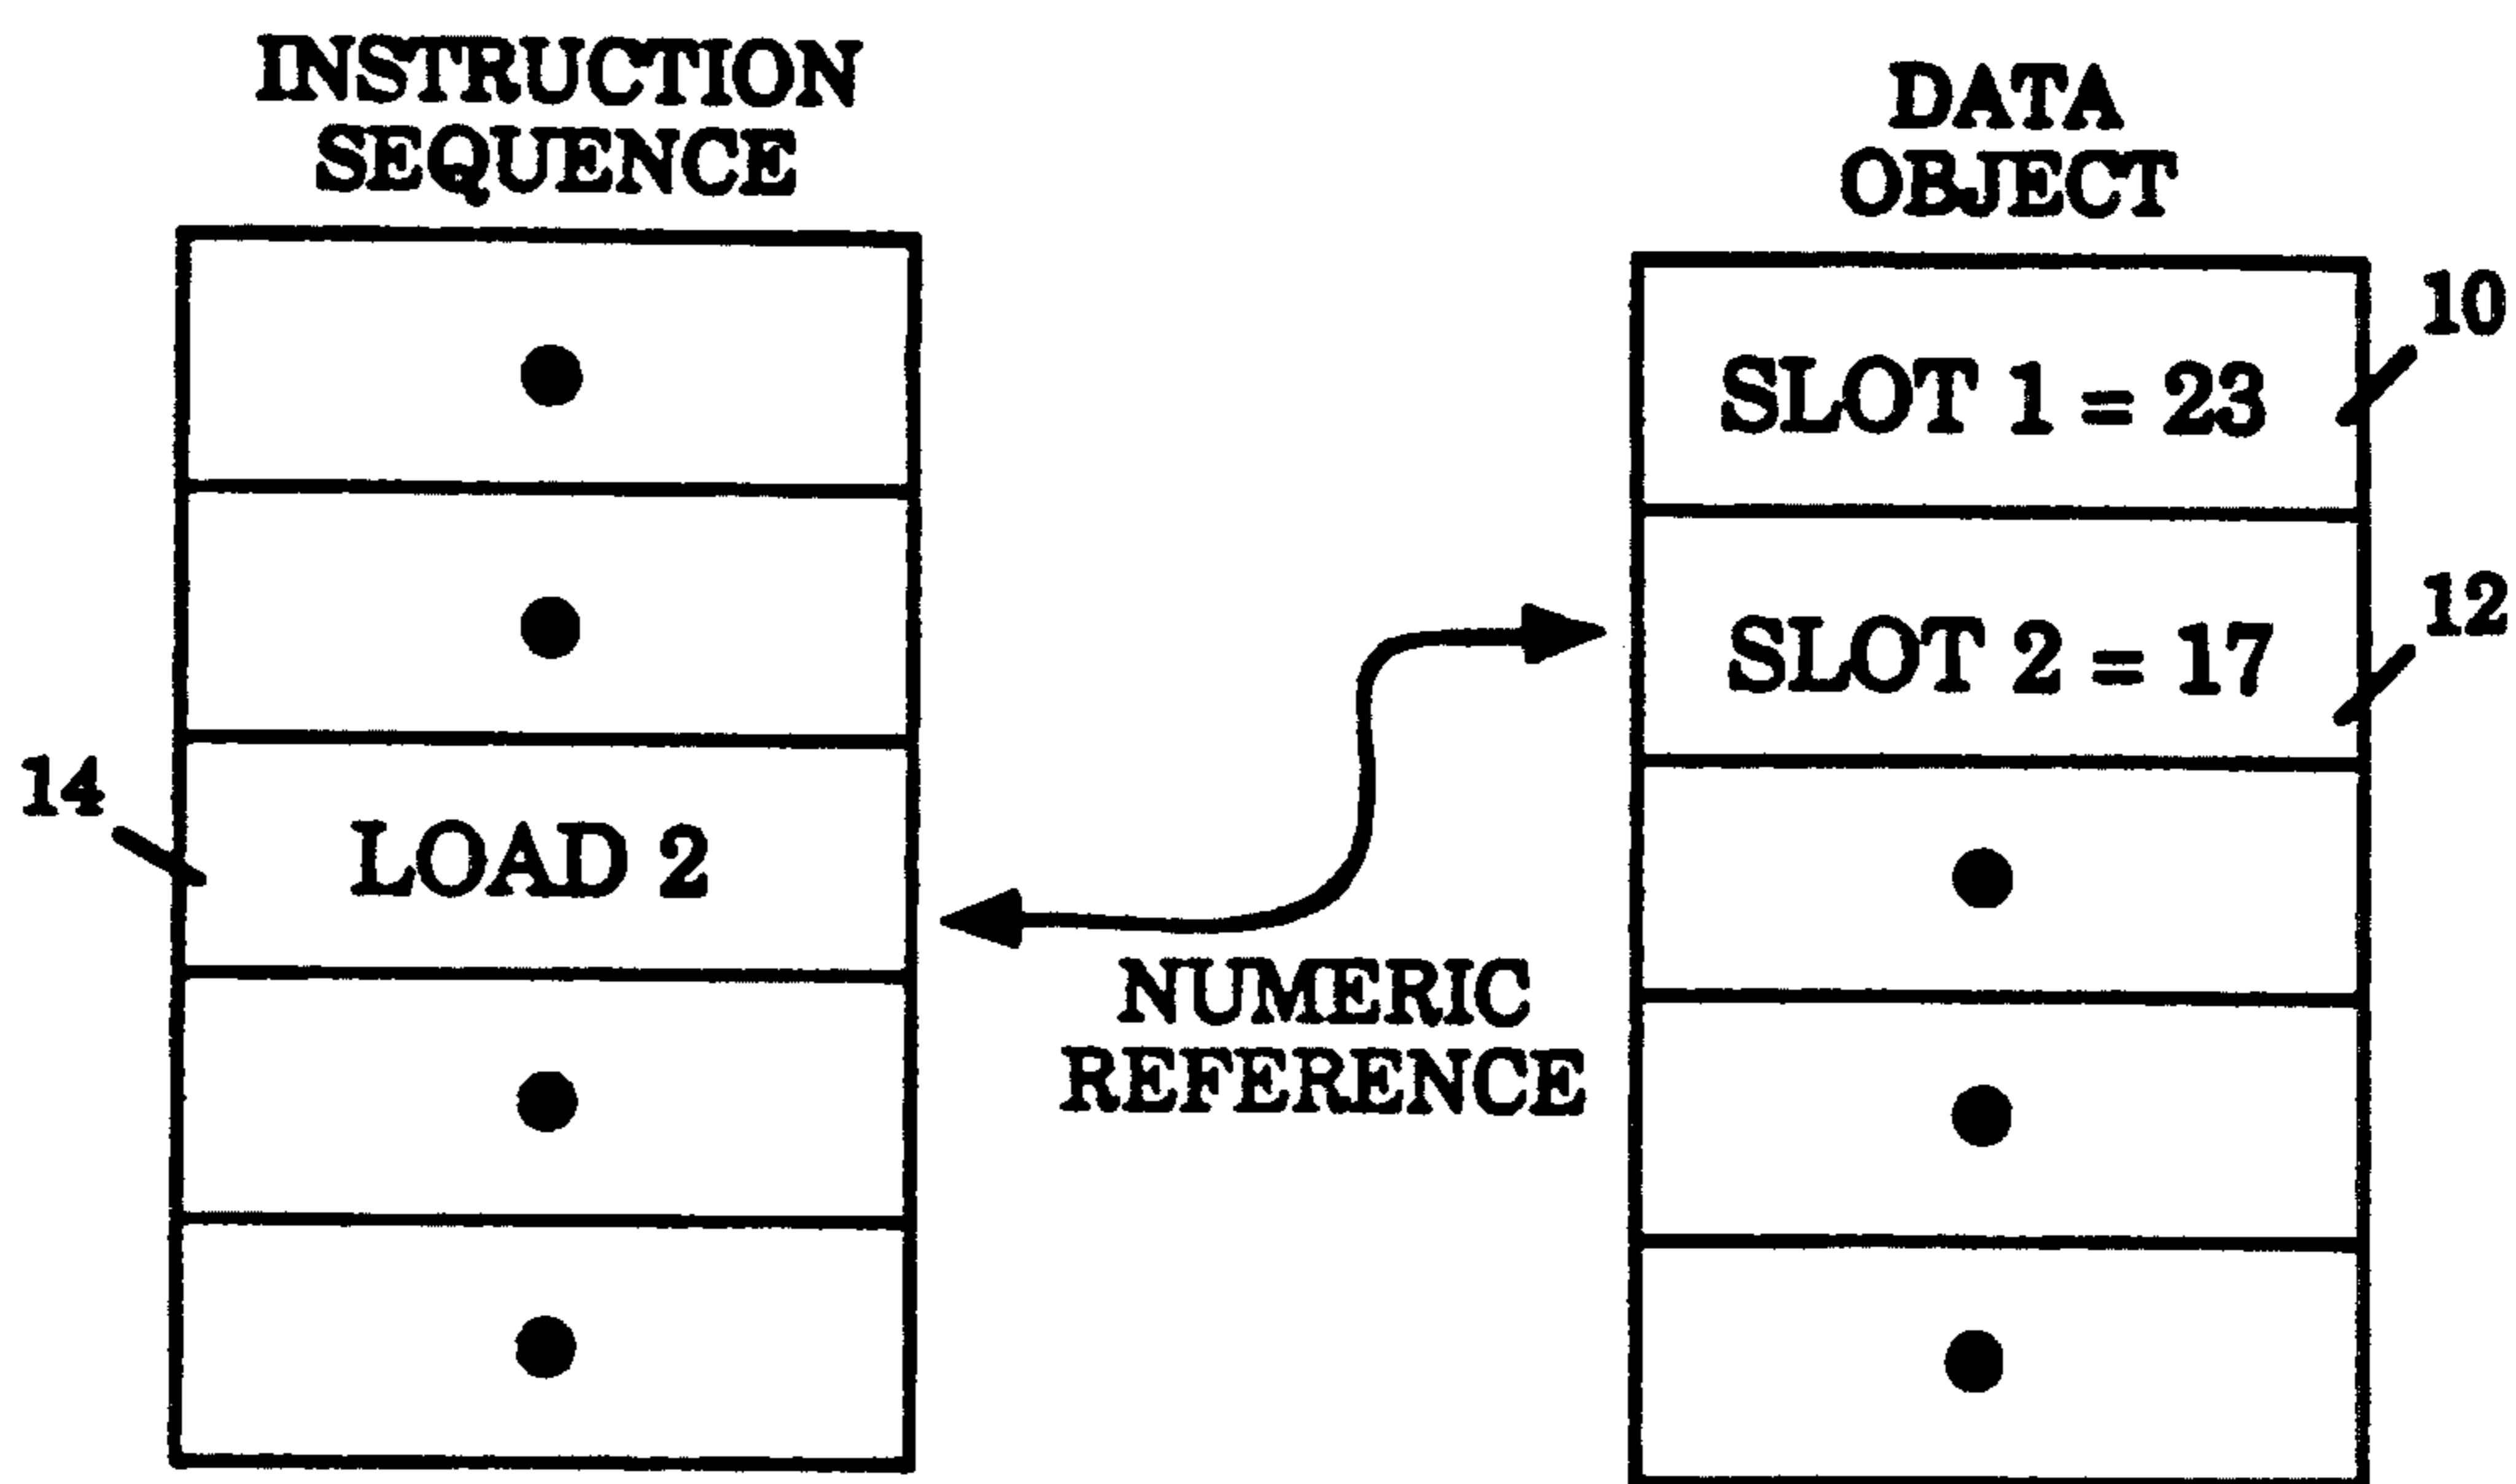 INSTRUCTION
SEQUENCE
DATA
OBJECT
10
SLOT 1 = 23
12
SLOT 2 = 17
14
LOAD 2
NUMERIC
REFERENCE